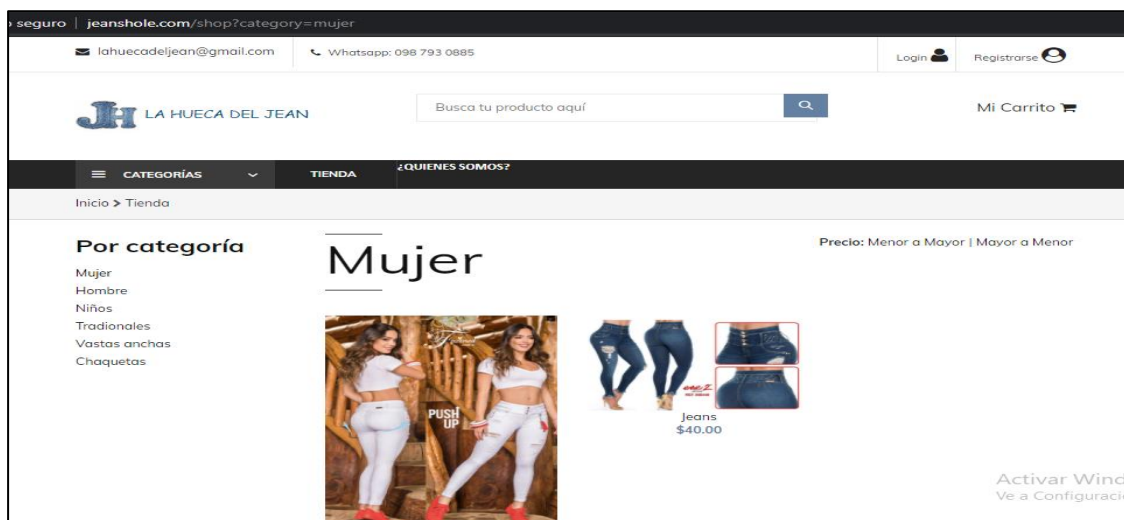 seguro | jeanshole.com/shop?category=mujer
lahuecadeljean@gmail.com
Whatsapp: 098 793 0885
Login
Registrarse
JH LA HUECA DEL JEAN
Busca tu producto aquí
Mi Carrito
CATEGORÍAS
TIENDA
¿QUIENES SOMOS?
Inicio > Tienda
Por categoría
Mujer
Hombre
Niños
Tradionales
Vastas anchas
Chaquetas
Mujer
Precio: Menor a Mayor | Mayor a Menor
PUSH
UP
Jeans
$40.00
Activar Wind
Ve a Configuraci